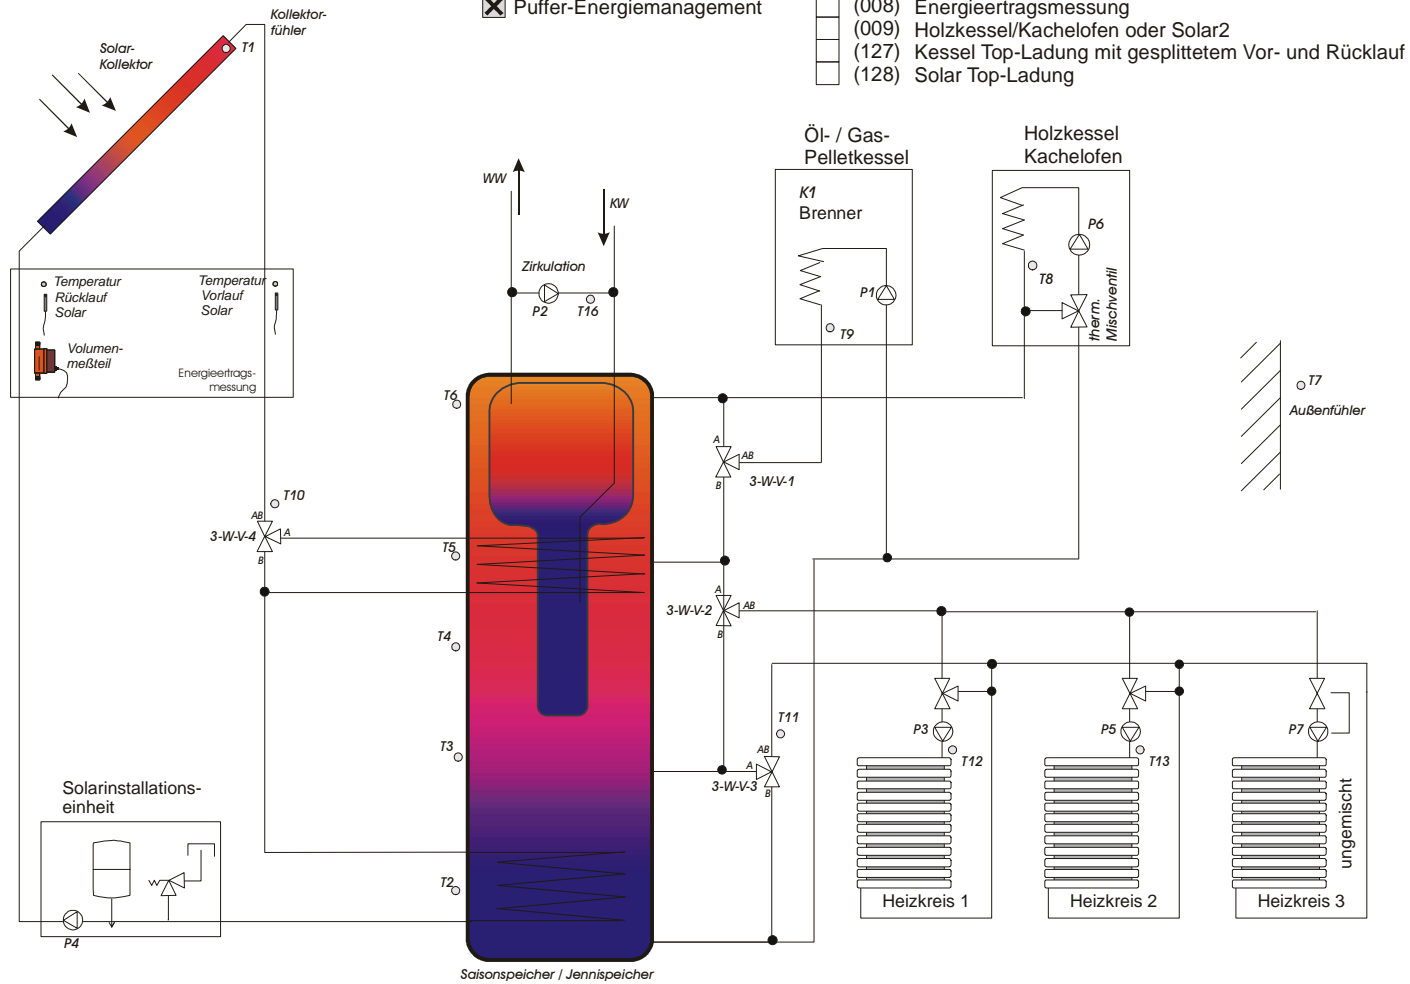 Puffer-Energiemanagement
(008) Energieertragsmessung
(009) Holzkessel/Kachelofen oder Solar2
(127) Kessel Top-Ladung mit gesplittetem Vor- und Rücklauf
(128) Solar Top-Ladung
Kollektor-
fühler
T1
Solar-
Kollektor
Öl- / Gas-
Pelletkessel
Holzkessel
Kachelofen
WW
KW
K1
Brenner
P6
T8
therm.
Mischventil
P1
T9
Zirkulation
P2
T16
Temperatur
Rücklauf
Solar
Temperatur
Vorlauf
Solar
Volumen-
meßteil
Energieertrags-
messung
T7
Außenfühler
T6
A
AB
B
3-W-V-1
T10
AB
3-W-V-4
A
B
T5
A
3-W-V-2
AB
B
T4
T11
T3
AB
A
3-W-V-3
B
P3
T12
P5
T13
P7
ungemischt
Solarinstallations-
einheit
T2
P4
Heizkreis 1
Heizkreis 2
Heizkreis 3
Saisonspeicher / Jennispeicher